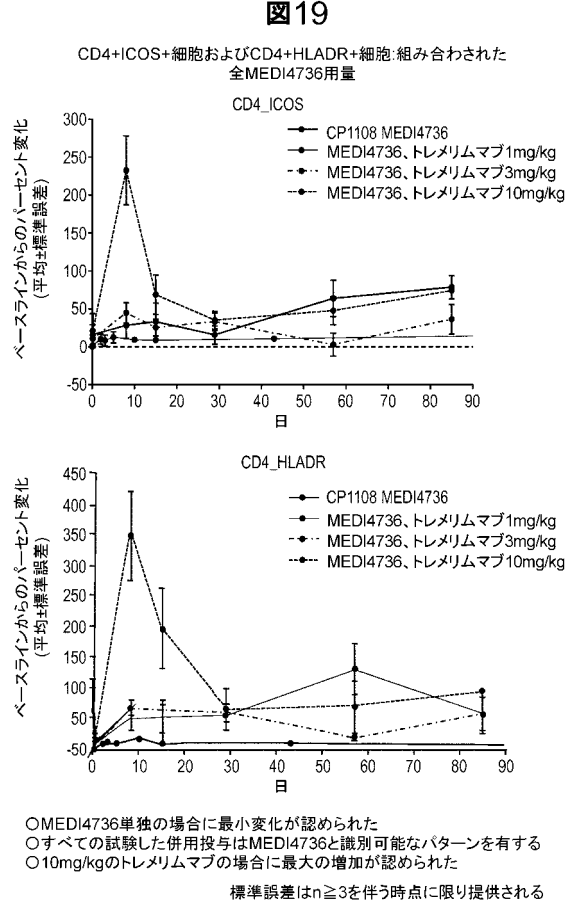 図19
CD4+ICOS+細胞およびCD4+HLADR+細胞:組み合わされた
全MEDI4736用量
CD4_ICOS
ベースラインからのパーセント変化
(平均±標準誤差)
300
250
200
150
100
50
0
-50
CP1108 MEDI4736
MEDI4736、トレメリムマブ1mg/kg
MEDI4736、トレメリムマブ3mg/kg
MEDI4736、トレメリムマブ10mg/kg
0 10 20 30 40 50 60 70 80 90
日
CD4_HLADR
ベースラインからのパーセント変化
(平均±標準誤差)
450
400
350
300
250
200
350
100
50
-50
CP1108 MEDI4736
MEDI4736、トレメリムマブ1mg/kg
MEDI4736、トレメリムマブ3mg/kg
MEDI4736、トレメリムマブ10mg/kg
0 10 20 30 40 50 60 70 80 90
日
○MEDI4736単独の場合に最小変化が認められた
○すべての試験した併用投与はMEDI4736と識別可能なパターンを有する
○10mg/kgのトレメリムマブの場合に最大の増加が認められた
標準誤差はn≧3を伴う時点に限り提供される